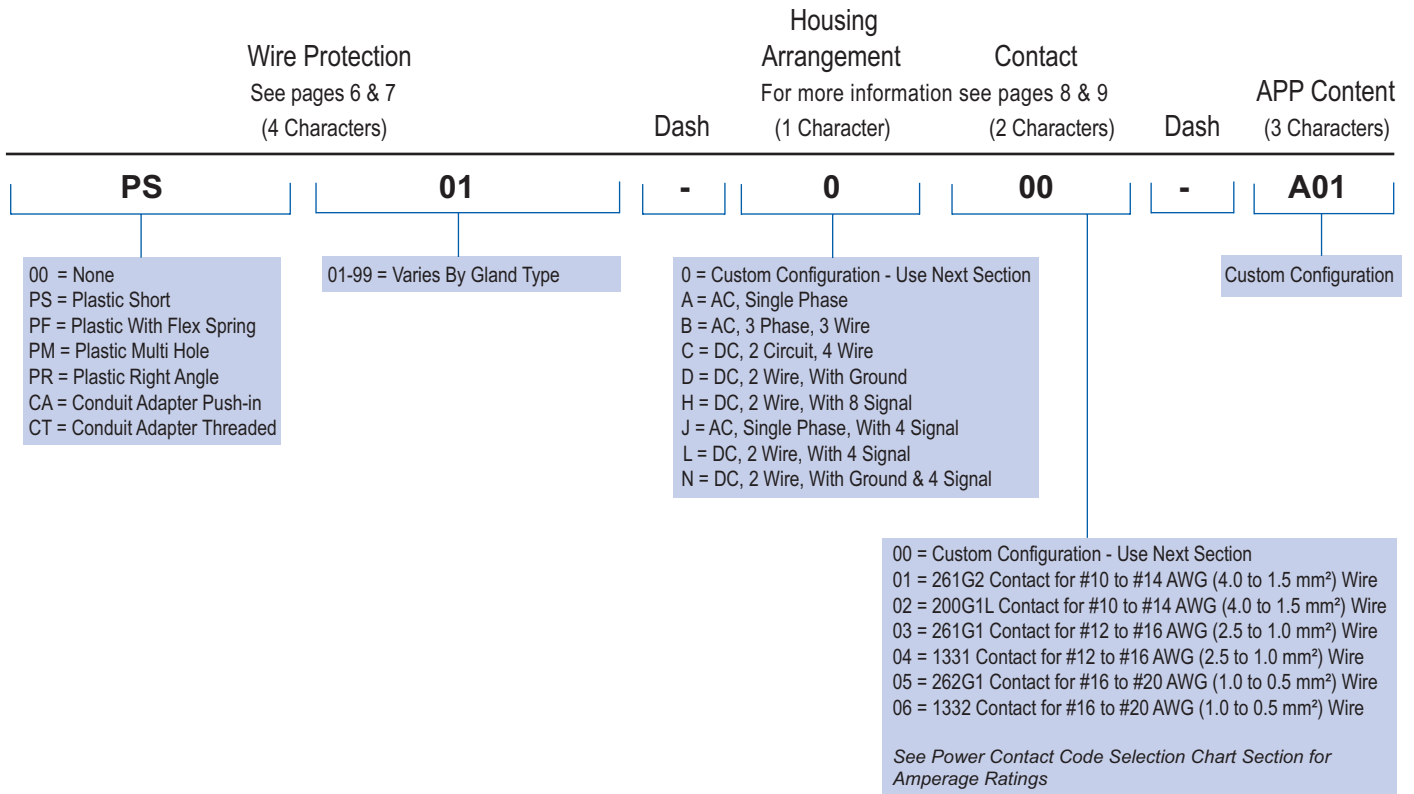 Housing
Wire Protection Arrangement Contact
See pages 6 & 7 For more information see pages 8 & 9 APP Content
(4 Characters) Dash (1 Character) (2 Characters) Dash (3 Characters)
PS 01 - 0 00 - A01
00 = None
PS = Plastic Short
PF = Plastic With Flex Spring
PM = Plastic Multi Hole
PR = Plastic Right Angle
CA = Conduit Adapter Push-in
CT = Conduit Adapter Threaded
01-99 = Varies By Gland Type
0 = Custom Configuration - Use Next Section
A = AC, Single Phase
B = AC, 3 Phase, 3 Wire
C = DC, 2 Circuit, 4 Wire
D = DC, 2 Wire, With Ground
H = DC, 2 Wire, With 8 Signal
J = AC, Single Phase, With 4 Signal
L = DC, 2 Wire, With 4 Signal
N = DC, 2 Wire, With Ground & 4 Signal
Custom Configuration
00 = Custom Configuration - Use Next Section
01 = 261G2 Contact for #10 to #14 AWG (4.0 to 1.5 mm²) Wire
02 = 200G1L Contact for #10 to #14 AWG (4.0 to 1.5 mm²) Wire
03 = 261G1 Contact for #12 to #16 AWG (2.5 to 1.0 mm²) Wire
04 = 1331 Contact for #12 to #16 AWG (2.5 to 1.0 mm²) Wire
05 = 262G1 Contact for #16 to #20 AWG (1.0 to 0.5 mm²) Wire
06 = 1332 Contact for #16 to #20 AWG (1.0 to 0.5 mm²) Wire
See Power Contact Code Selection Chart Section for
Amperage Ratings